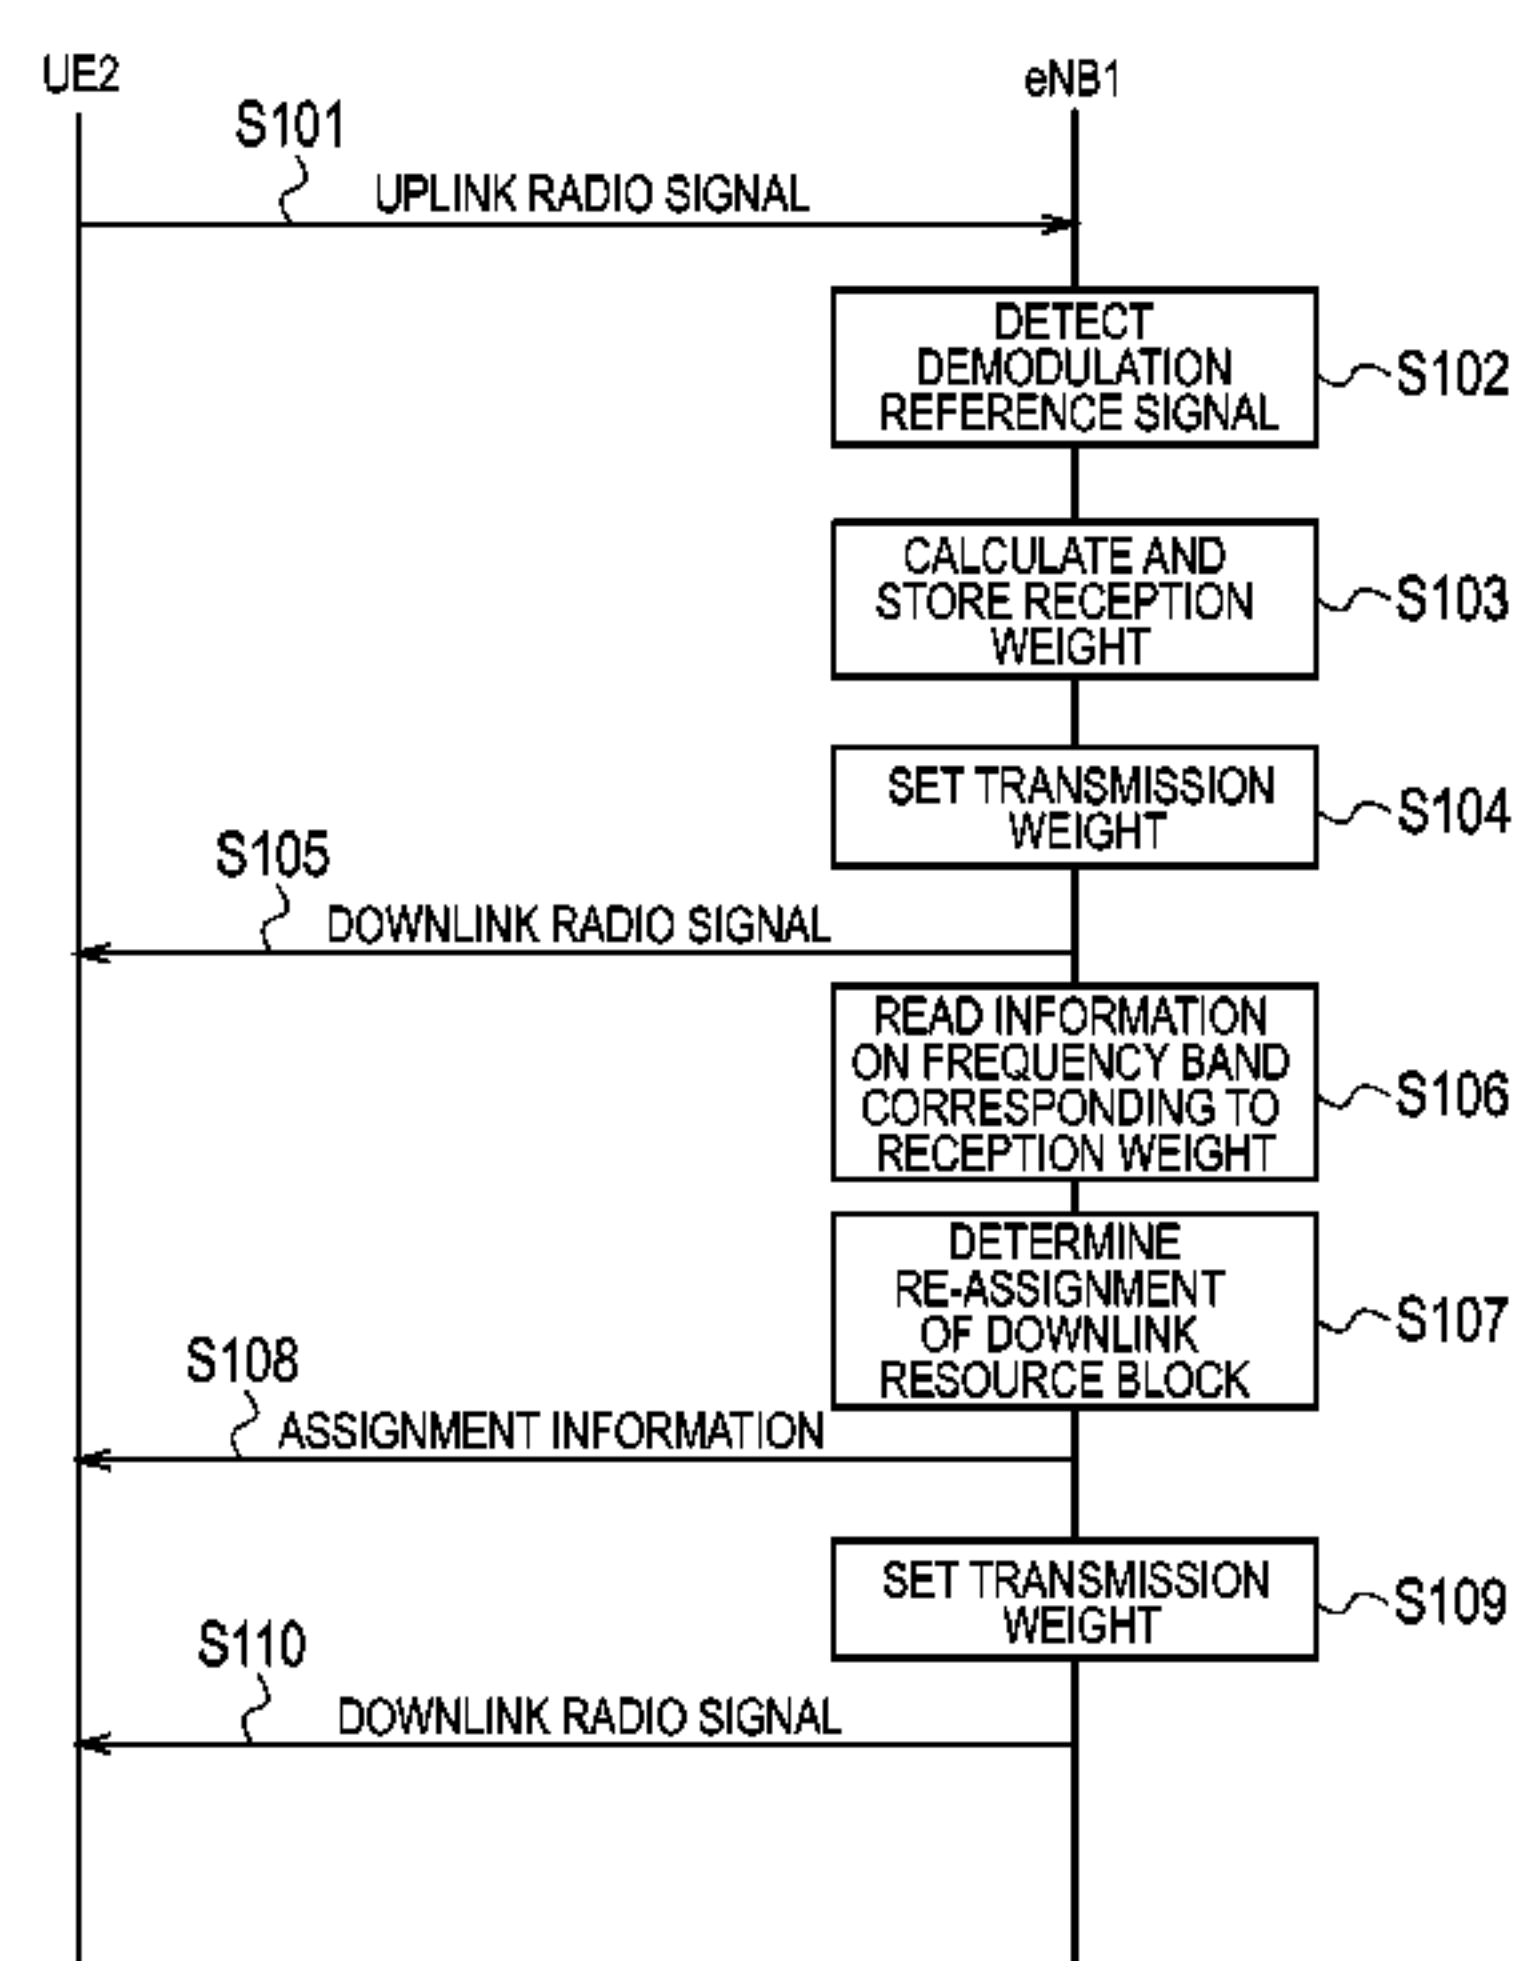 UE2
eNB1
S101
UPLINK RADIO SIGNAL
DETECT
DEMODULATION
REFERENCE SIGNAL
S102
CALCULATE AND
STORE RECEPTION
WEIGHT
S103
SET TRANSMISSION
WEIGHT
S104
S105
DOWNLINK RADIO SIGNAL
READ INFORMATION
ON FREQUENCY BAND
CORRESPONDING TO
RECEPTION WEIGHT
S106
DETERMINE
RE-ASSIGNMENT
OF DOWNLINK
RESOURCE BLOCK
S107
S108
ASSIGNMENT INFORMATION
SET TRANSMISSION
WEIGHT
S109
S110
DOWNLINK RADIO SIGNAL